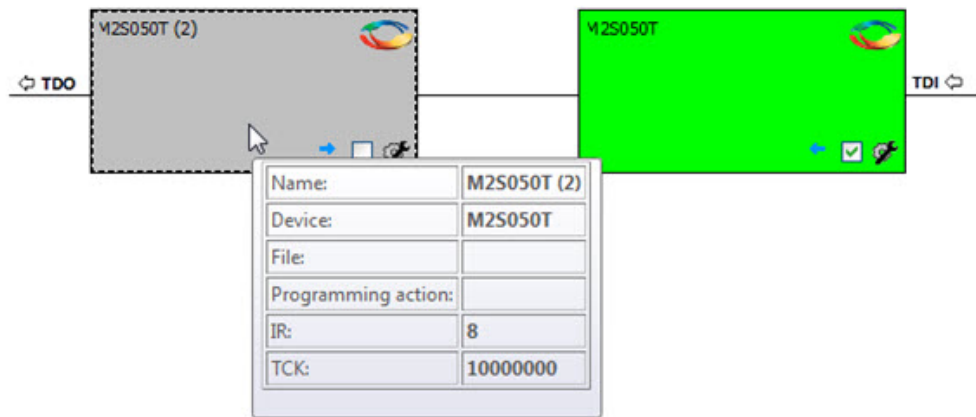 M2S050T (2)
M2S050T
TDO
TDI
Name: M2S050T (2)
Device: M2S050T
File:
Programming action:
IR: 8
TCK: 10000000